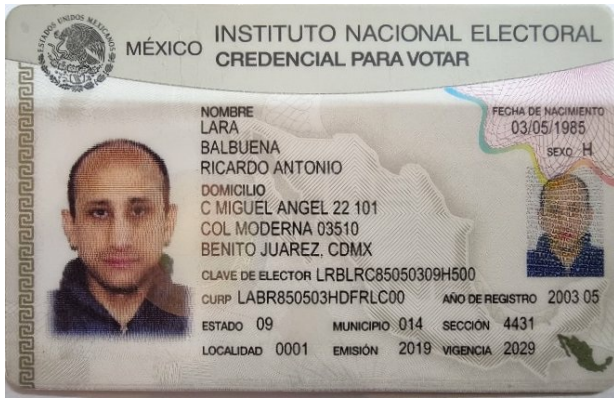 ESTADOS UNIDOS MEXICANOS
MÉXICO INSTITUTO NACIONAL ELECTORAL
CREDENCIAL PARA VOTAR
NOMBRE
LARA
BALBUENA
RICARDO ANTONIO
FECHA DE NACIMIENTO
03/05/1985
SEXO H
DOMICILIO
C MIGUEL ANGEL 22 101
COL MODERNA 03510
BENITO JUAREZ, CDMX
CLAVE DE ELECTOR LRBLRC85050309H500
CURP LABR850503HDFRLC00 AÑO DE REGISTRO 2003 05
ESTADO 09 MUNICIPIO 014 SECCIÓN 4431
LOCALIDAD 0001 EMISIÓN 2019 VIGENCIA 2029